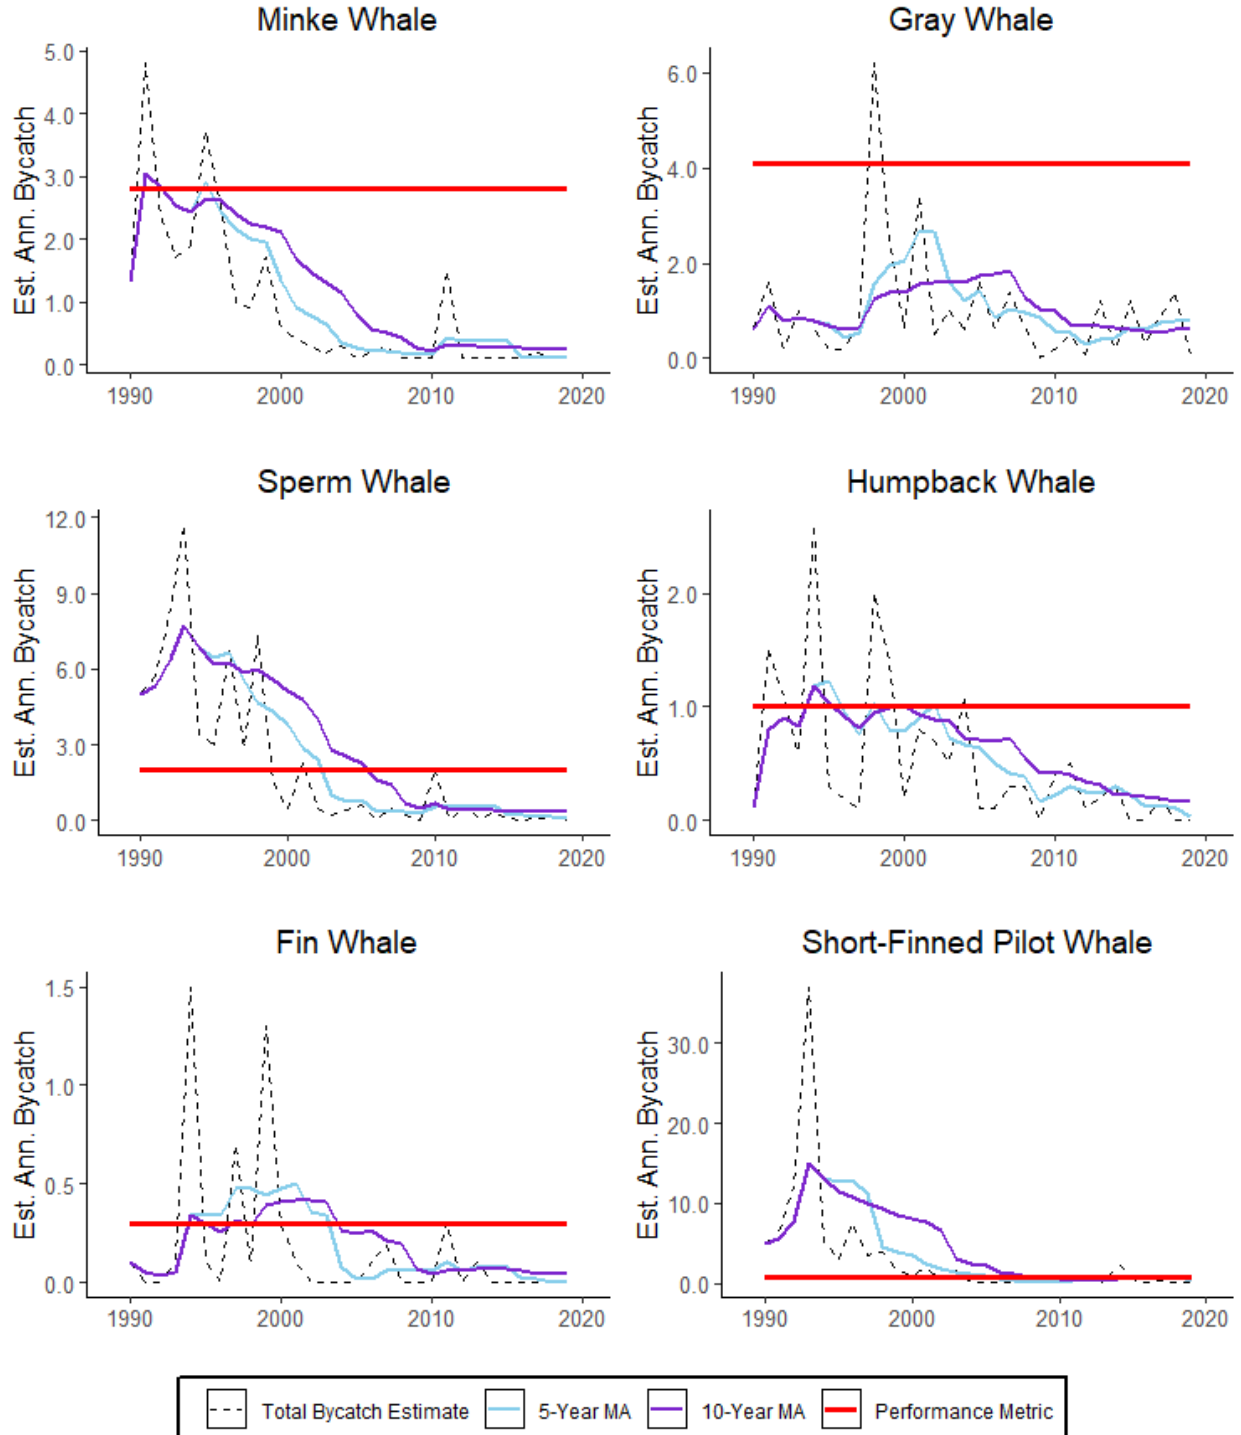 Minke Whale
Est. Ann. Bycatch
5.0
4.0
3.0
2.0
1.0
0.0
1990 2000 2010 2020
Gray Whale
Est. Ann. Bycatch
6.0
4.0
2.0
0.0
1990 2000 2010 2020
Sperm Whale
Est. Ann. Bycatch
12.0
9.0
6.0
3.0
0.0
1990 2000 2010 2020
Humpback Whale
Est. Ann. Bycatch
2.0
1.0
0.0
1990 2000 2010 2020
Fin Whale
Est. Ann. Bycatch
1.5
1.0
0.5
0.0
1990 2000 2010 2020
Short-Finned Pilot Whale
Est. Ann. Bycatch
30.0
20.0
10.0
0.0
1990 2000 2010 2020
Total Bycatch Estimate 5-Year MA 10-Year MA Performance Metric